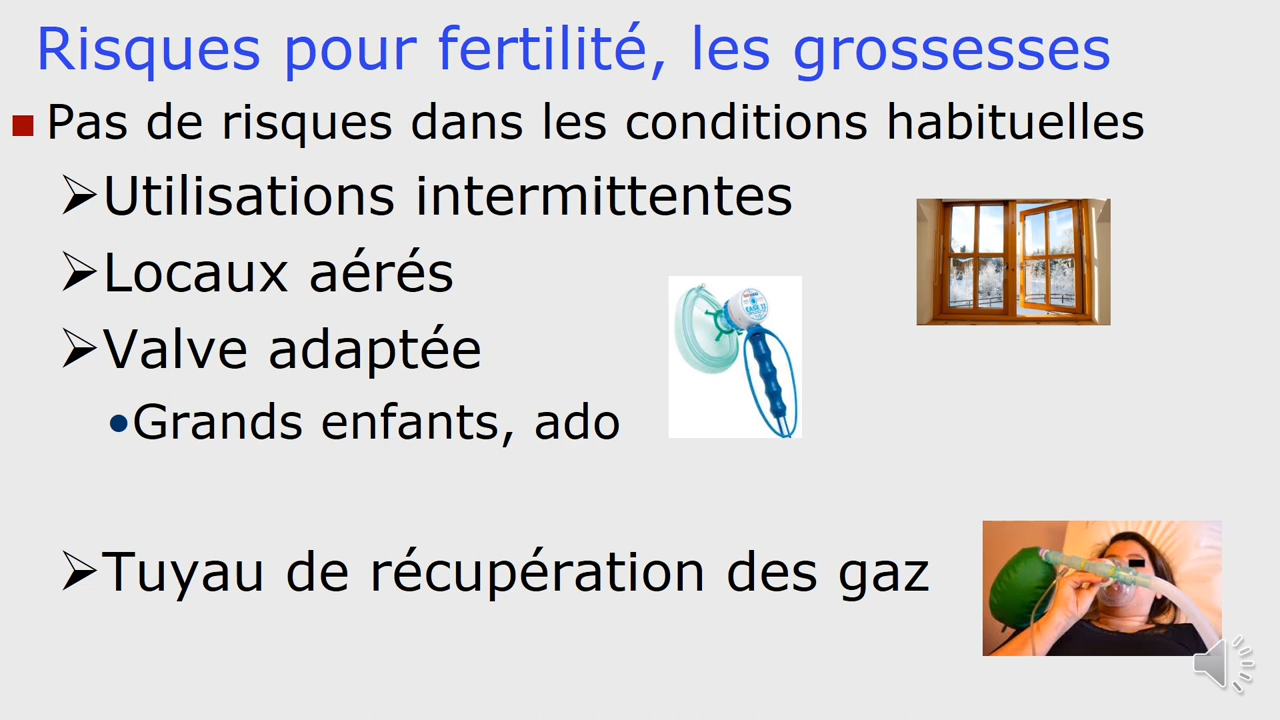 Risques pour fertilité, les grossesses
Pas de risques dans les conditions habituelles
Utilisations intermittentes
Locaux aérés
Valve adaptée
Grands enfants, ado
Tuyau de récupération des gaz